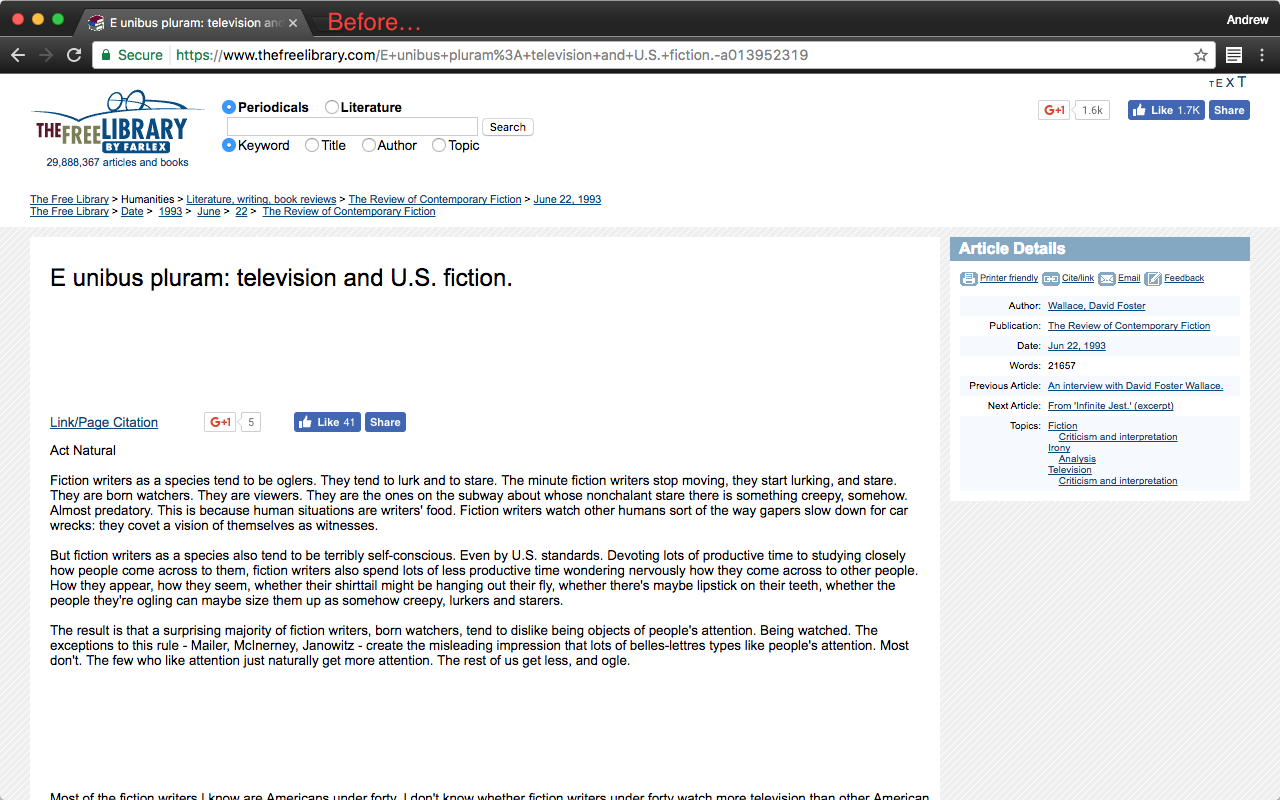 E unibus pluram: television and
Before…
Andrew
Secure
https://www.thefreelibrary.com/E+unibus+pluram%3A+television+and+U.S.+fiction.-a013952319
TEXT
THE FREE LIBRARY
BY FARLEX
29,888,367 articles and books
Periodicals Literature
Search
Keyword Title Author Topic
G+1 1.6k Like 1.7K Share
The Free Library > Humanities > Literature, writing, book reviews > The Review of Contemporary Fiction > June 22, 1993
The Free Library > Date > 1993 > June > 22 > The Review of Contemporary Fiction
E unibus pluram: television and U.S. fiction.
Link/Page Citation G+1 5 Like 41 Share
Act Natural
Fiction writers as a species tend to be oglers. They tend to lurk and to stare. The minute fiction writers stop moving, they start lurking, and stare.
They are born watchers. They are viewers. They are the ones on the subway about whose nonchalant stare there is something creepy, somehow.
Almost predatory. This is because human situations are writers' food. Fiction writers watch other humans sort of the way gapers slow down for car
wrecks: they covet a vision of themselves as witnesses.
But fiction writers as a species also tend to be terribly self-conscious. Even by U.S. standards. Devoting lots of productive time to studying closely
how people come across to them, fiction writers also spend lots of less productive time wondering nervously how they come across to other people.
How they appear, how they seem, whether their shirttail might be hanging out their fly, whether there's maybe lipstick on their teeth, whether the
people they're ogling can maybe size them up as somehow creepy, lurkers and starers.
The result is that a surprising majority of fiction writers, born watchers, tend to dislike being objects of people's attention. Being watched. The
exceptions to this rule - Mailer, McInerney, Janowitz - create the misleading impression that lots of belles-lettres types like people's attention. Most
don't. The few who like attention just naturally get more attention. The rest of us get less, and ogle.
Most of the fiction writers I know are Americans under forty. I don't know whether fiction writers under forty watch more television than other American
Article Details
Printer friendly Cite/link Email Feedback
Author: Wallace, David Foster
Publication: The Review of Contemporary Fiction
Date: Jun 22, 1993
Words: 21657
Previous Article: An interview with David Foster Wallace.
Next Article: From 'Infinite Jest.' (excerpt)
Topics: Fiction
Criticism and interpretation
Irony
Analysis
Television
Criticism and interpretation